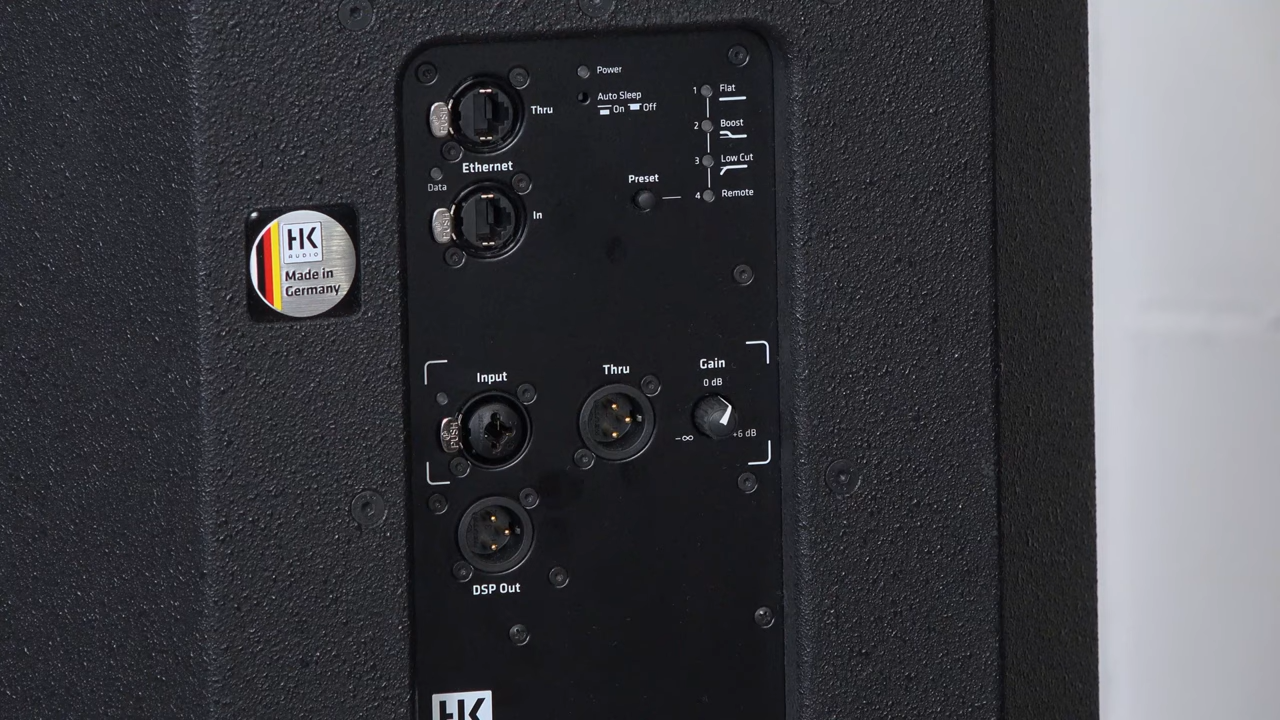 Power
Auto Sleep
On Off
Thru
Ethernet
Data
In
PUSH
PUSH
Preset
1 Flat
2 Boost
3 Low Cut
4 Remote
HK
AUDIO
Made in
Germany
Input
PUSH
Thru
Gain
0 dB
-∞
+6 dB
DSP Out
HK